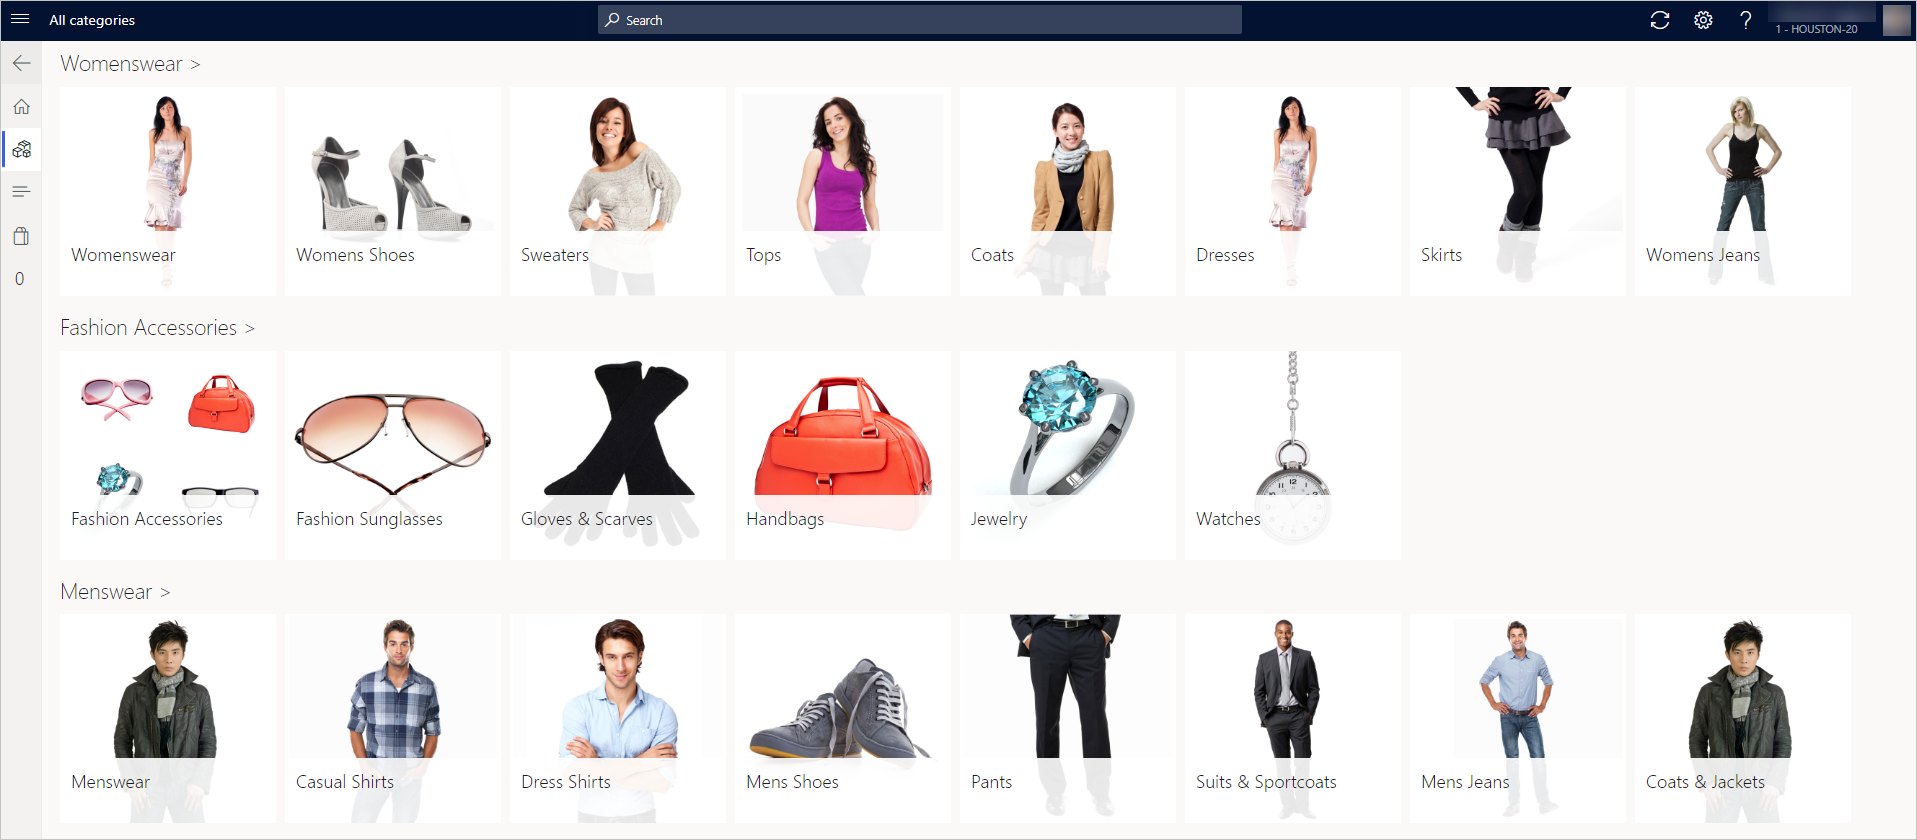 All categories
Search
1 - HOUSTON-20
0
Womenswear >
Womenswear
Womens Shoes
Sweaters
Tops
Coats
Dresses
Skirts
Womens Jeans
Fashion Accessories >
Fashion Accessories
Fashion Sunglasses
Gloves & Scarves
Handbags
Jewelry
Watches
Menswear >
Menswear
Casual Shirts
Dress Shirts
Mens Shoes
Pants
Suits & Sportcoats
Mens Jeans
Coats & Jackets